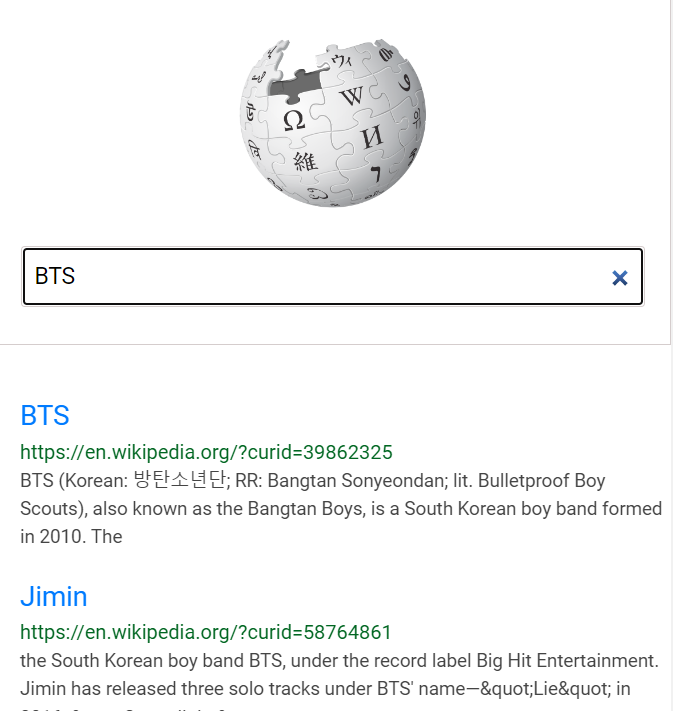 BTS
BTS
https://en.wikipedia.org/?curid=39862325
BTS (Korean: 방탄소년단; RR: Bangtan Sonyeondan; lit. Bulletproof Boy
Scouts), also known as the Bangtan Boys, is a South Korean boy band formed
in 2010. The
Jimin
https://en.wikipedia.org/?curid=58764861
the South Korean boy band BTS, under the record label Big Hit Entertainment.
Jimin has released three solo tracks under BTS' name—&quot;Lie&quot; in